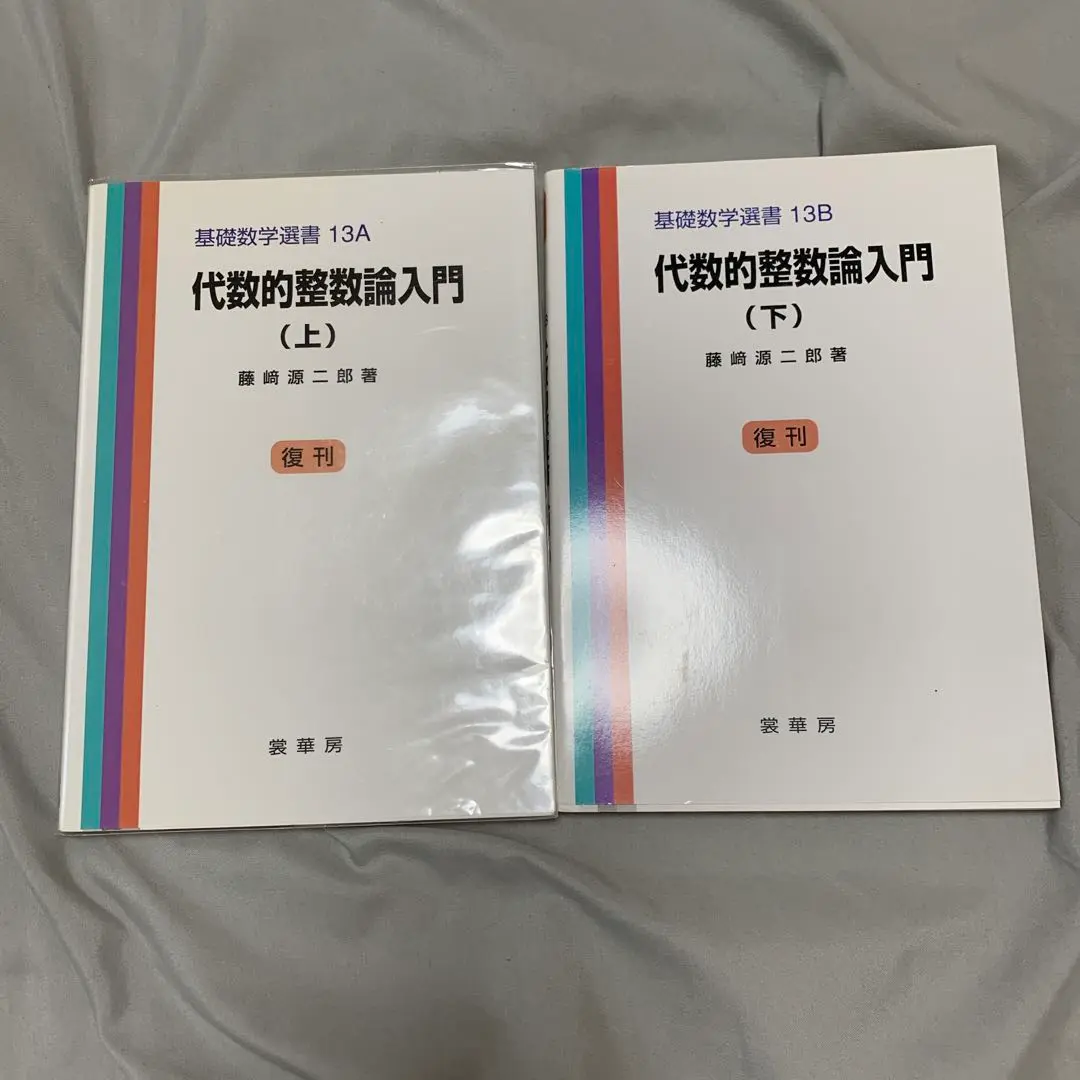 基礎数学選書 13A
代数的整数論入門
（上）
藤﨑源二郎著
復刊
裳華房
基礎数学選書 13B
代数的整数論入門
（下）
藤﨑源二郎著
復刊
裳華房